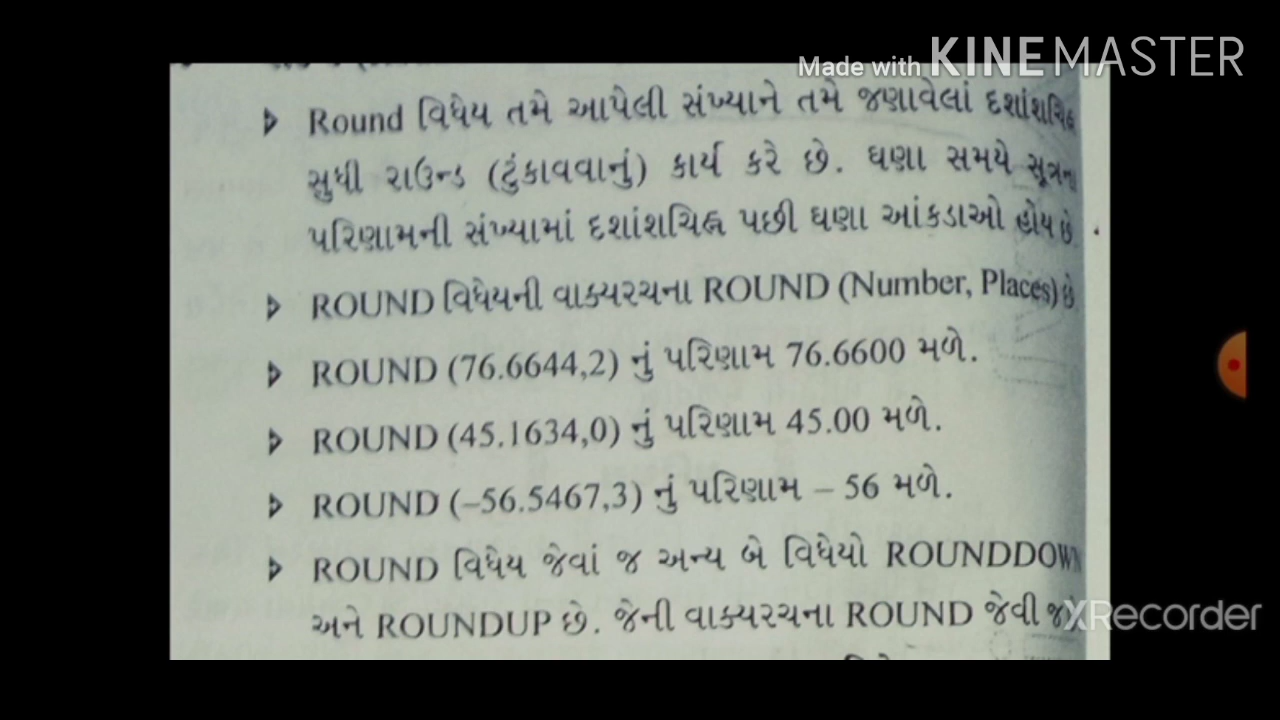 Made with KINEMASTER
Round વિધેય તમે આપેલી સંખ્યાને તમે જણાવેલાં દશાંશચિહ્ન
સુધી રાઉન્ડ (ટુંકાવવાનું) કાર્ય કરે છે. ઘણા સમયે સૂત્રના
પરિણામની સંખ્યામાં દશાંશચિહ્ન પછી ઘણા આંકડાઓ હોય છે.
ROUND વિધેયની વાક્યરચના ROUND (Number, Places) છે
ROUND (76.6644,2) નું પરિણામ 76.6600 મળે.
ROUND (45.1634,0) નું પરિણામ 45.00 મળે.
ROUND (–56.5467,3) નું પરિણામ – 56 મળે.
ROUND વિધેય જેવાં જ અન્ય બે વિધેયો ROUNDDOWN
અને ROUNDUP છે. જેની વાક્યરચના ROUND જેવી જ
XRecorder